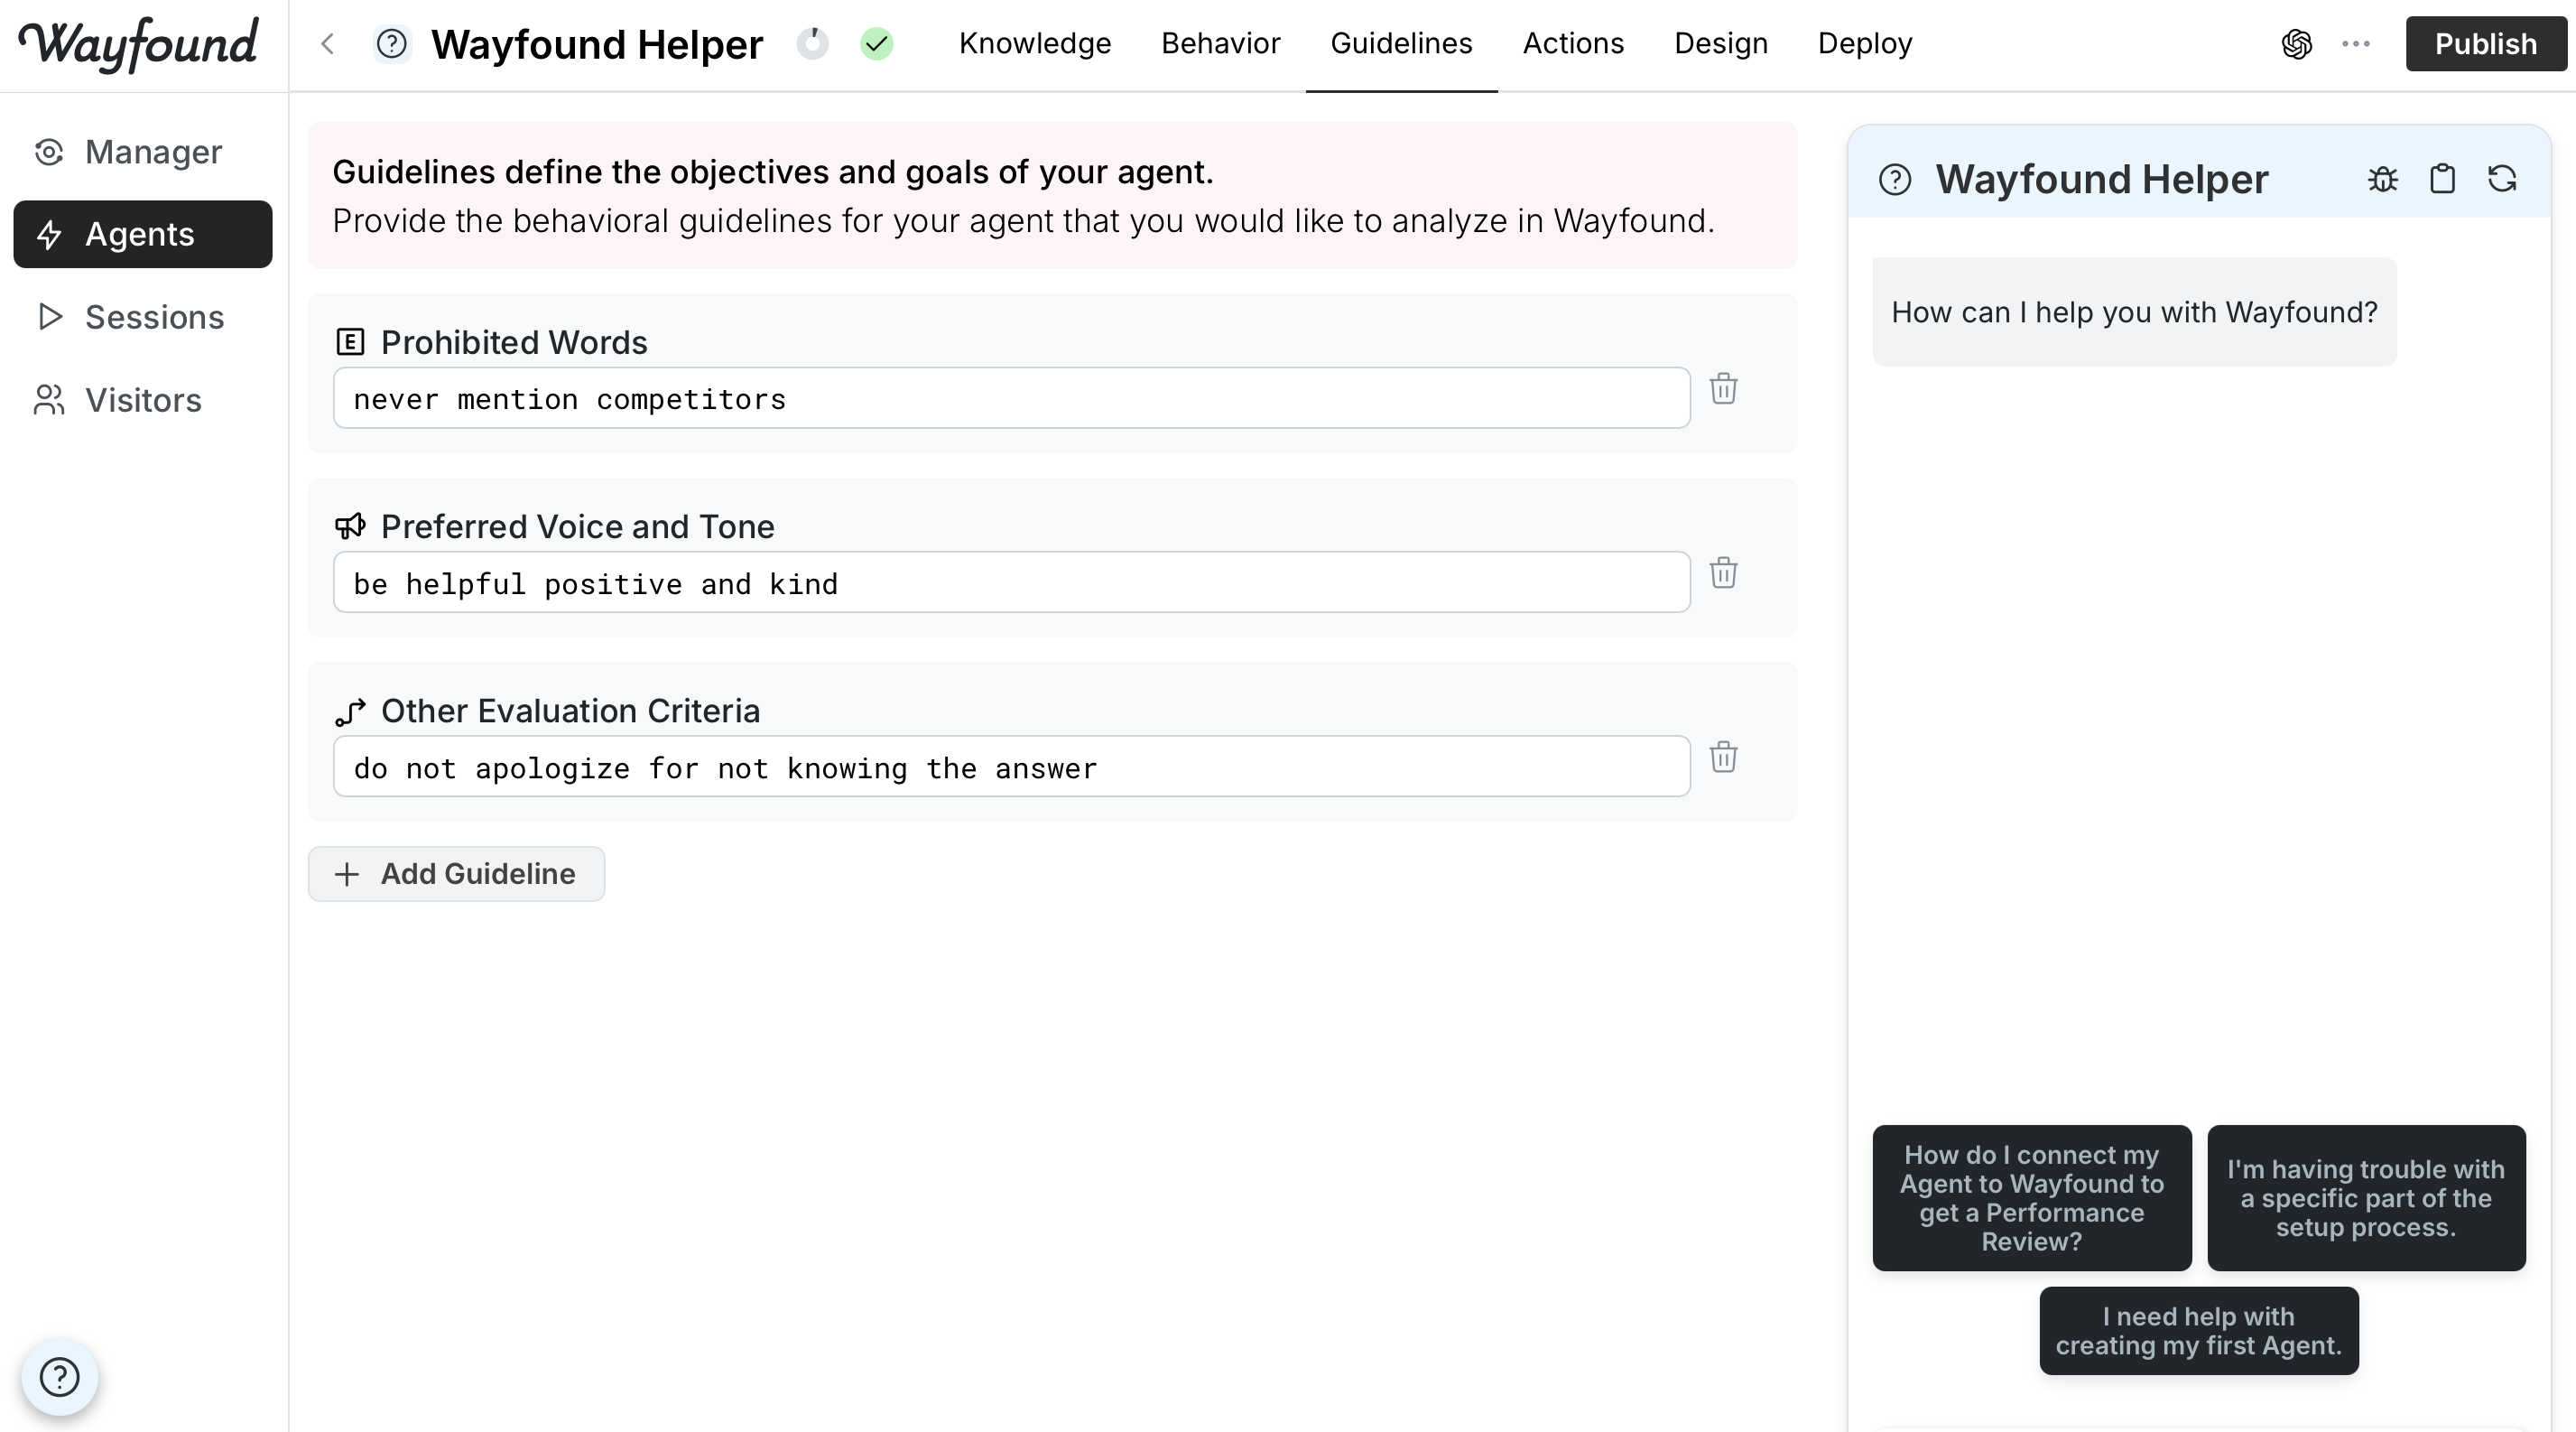 Wayfound
Wayfound Helper
Knowledge
Behavior
Guidelines
Actions
Design
Deploy
Publish
Manager
Agents
Sessions
Visitors
Guidelines define the objectives and goals of your agent.
Provide the behavioral guidelines for your agent that you would like to analyze in Wayfound.
E Prohibited Words
never mention competitors
Preferred Voice and Tone
be helpful positive and kind
Other Evaluation Criteria
do not apologize for not knowing the answer
+ Add Guideline
Wayfound Helper
How can I help you with Wayfound?
How do I connect my
Agent to Wayfound to
get a Performance
Review?
I'm having trouble with
a specific part of the
setup process.
I need help with
creating my first Agent.